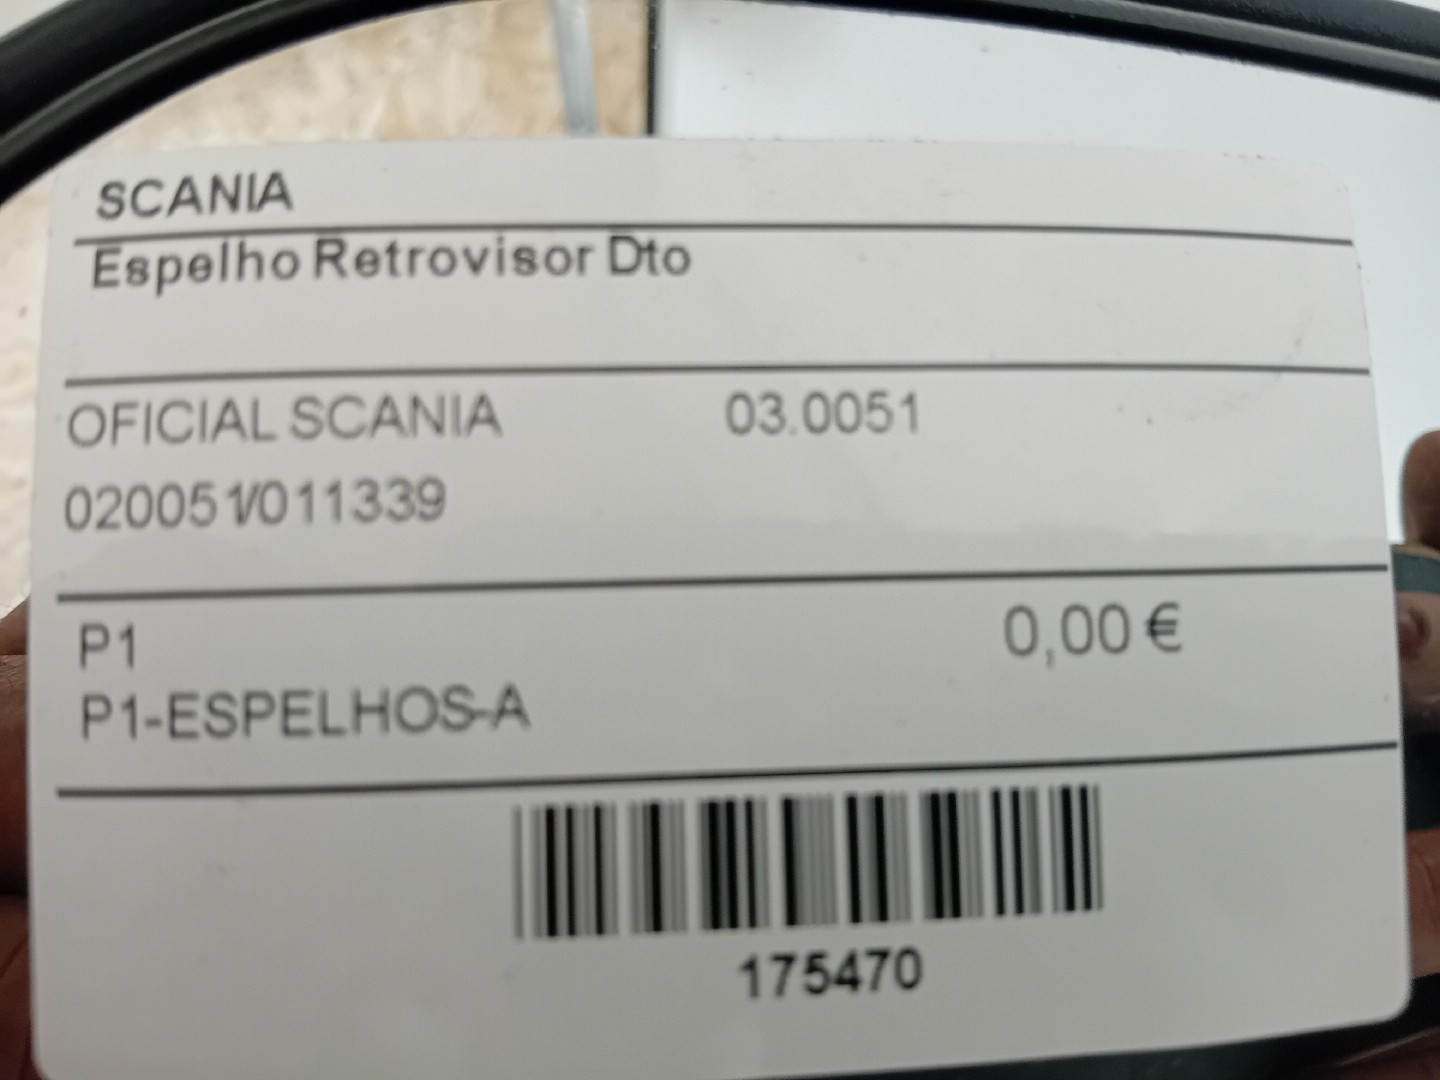 SCANIA
Espelho Retrovisor Dto
OFICIAL SCANIA 03.0051
020051/011339
P1 0,00 €
P1-ESPELHOS-A
175470